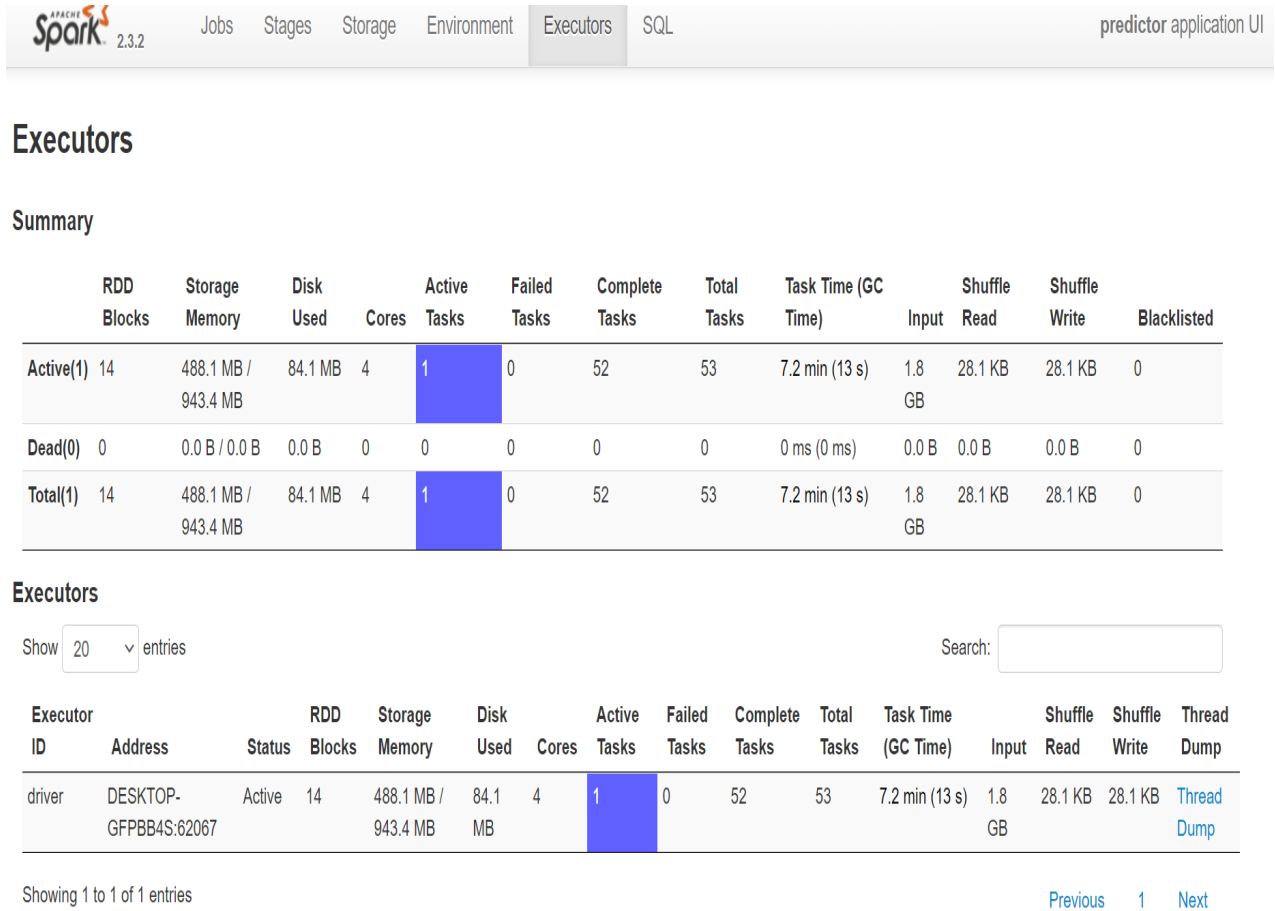 APACHE Spark 2.3.2 Jobs Stages Storage Environment Executors SQL predictor application UI
Executors
Summary
RDD Blocks Storage Memory Disk Used Cores Active Tasks Failed Tasks Complete Tasks Total Tasks Task Time (GC Time) Input Shuffle Read Shuffle Write Blacklisted
Active(1) 14 488.1 MB / 943.4 MB 84.1 MB 4 1 0 52 53 7.2 min (13 s) 1.8 GB 28.1 KB 28.1 KB 0
Dead(0) 0 0.0 B / 0.0 B 0.0 B 0 0 0 0 0 0 ms (0 ms) 0.0 B 0.0 B 0.0 B 0
Total(1) 14 488.1 MB / 943.4 MB 84.1 MB 4 1 0 52 53 7.2 min (13 s) 1.8 GB 28.1 KB 28.1 KB 0
Executors
Show 20 entries Search:
Executor ID Address Status RDD Blocks Storage Memory Disk Used Cores Active Tasks Failed Tasks Complete Tasks Total Tasks Task Time (GC Time) Input Shuffle Read Shuffle Write Thread Dump
driver DESKTOP-GFPBB4S:62067 Active 14 488.1 MB / 943.4 MB 84.1 MB 4 1 0 52 53 7.2 min (13 s) 1.8 GB 28.1 KB 28.1 KB Thread Dump
Showing 1 to 1 of 1 entries Previous 1 Next